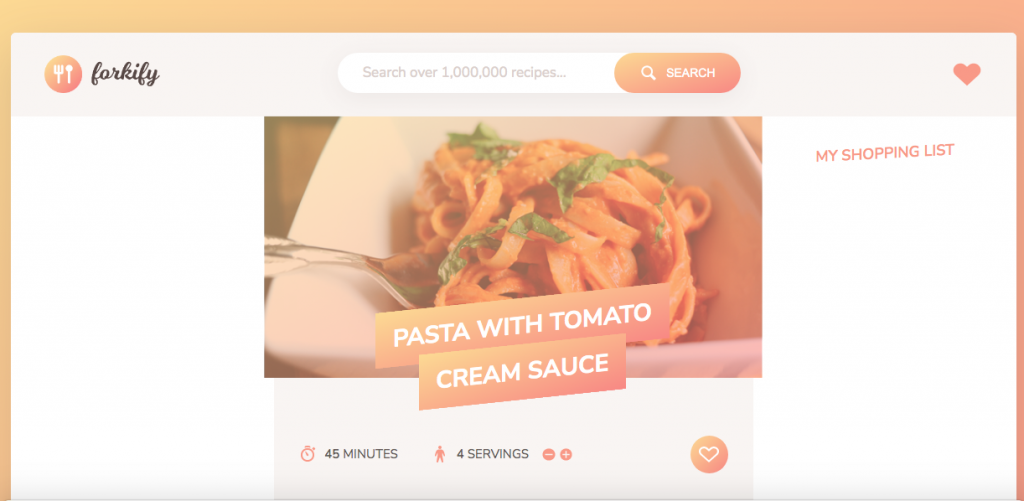 forkify
Search over 1,000,000 recipes...
SEARCH
MY SHOPPING LIST
PASTA WITH TOMATO
CREAM SAUCE
45 MINUTES
4 SERVINGS